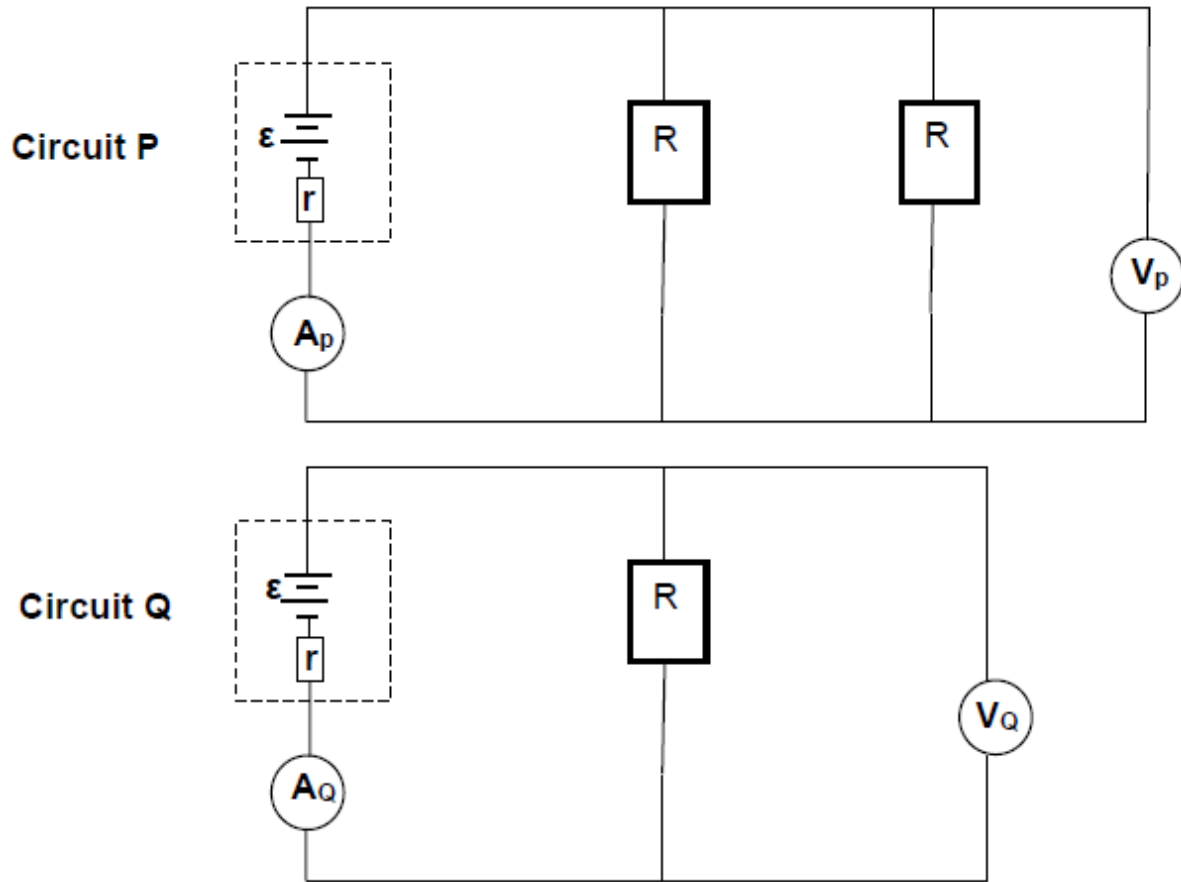 R R
Circuit P ε
r
Vp
Ap
R
ε
Circuit Q
r
VQ
AQ